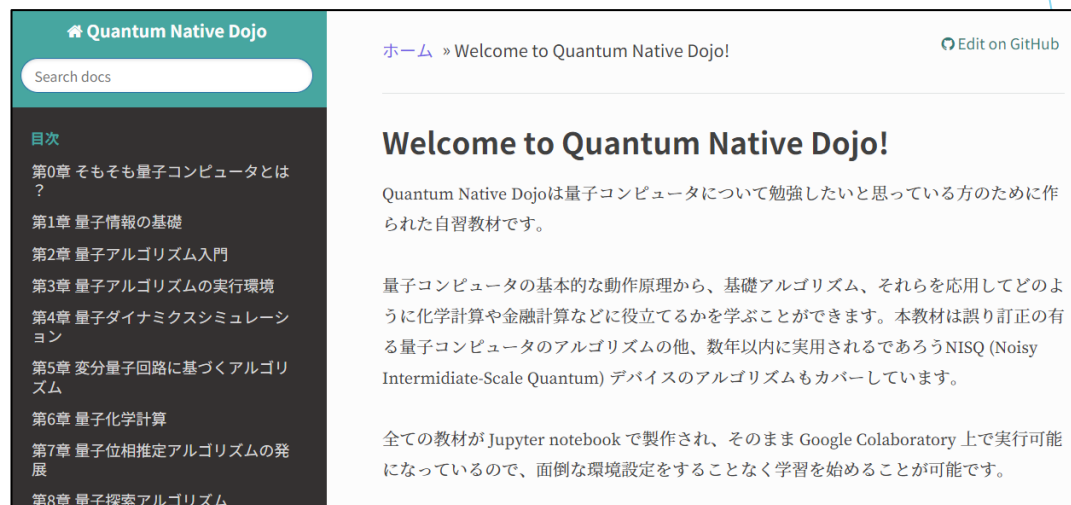 Quantum Native Dojo
Search docs
目次
第0章 そもそも量子コンピュータとは
?
第1章 量子情報の基礎
第2章 量子アルゴリズム入門
第3章 量子アルゴリズムの実行環境
第4章 量子ダイナミクスシミュレーシ
ョン
第5章 変分量子回路に基づくアルゴリ
ズム
第6章 量子化学計算
第7章 量子位相推定アルゴリズムの発
展
第8章 量子探索アルゴリズム
ホーム » Welcome to Quantum Native Dojo!
Edit on GitHub
Welcome to Quantum Native Dojo!
Quantum Native Dojoは量子コンピュータについて勉強したいと思っている方のために作
られた自習教材です。
量子コンピュータの基本的な動作原理から、基礎アルゴリズム、それらを応用してどのよ
うに化学計算や金融計算などに役立てるかを学ぶことができます。本教材は誤り訂正の有
る量子コンピュータのアルゴリズムの他、数年以内に実用されるであろうNISQ (Noisy
Intermidiate-Scale Quantum) デバイスのアルゴリズムもカバーしています。
全ての教材が Jupyter notebook で製作され、そのまま Google Colaboratory 上で実行可能
になっているので、面倒な環境設定をすることなく学習を始めることが可能です。